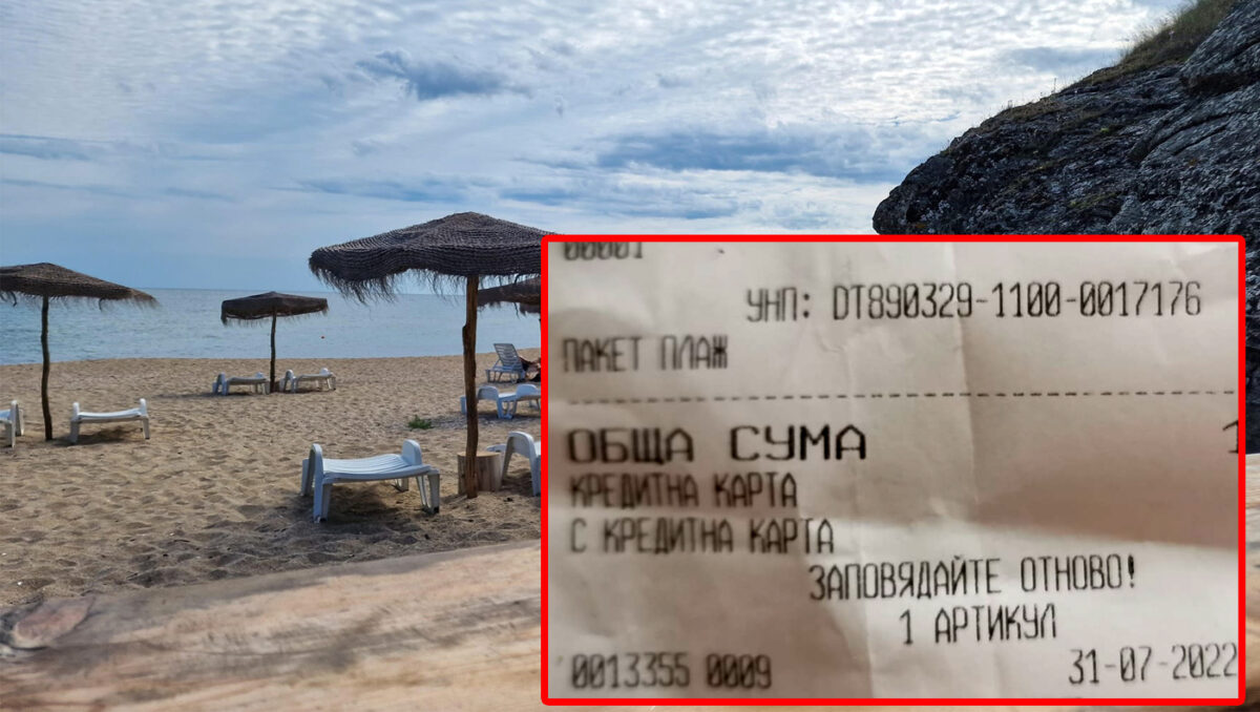 00001
УНП: DT890329-1100-0017176
ПАКЕТ ПЛАЖ
ОБЩА СУМА 1
КРЕДИТНА КАРТА
С КРЕДИТНА КАРТА
ЗАПОВЯДАЙТЕ ОТНОВО!
1 АРТИКУЛ
0013355 0009 31-07-2022